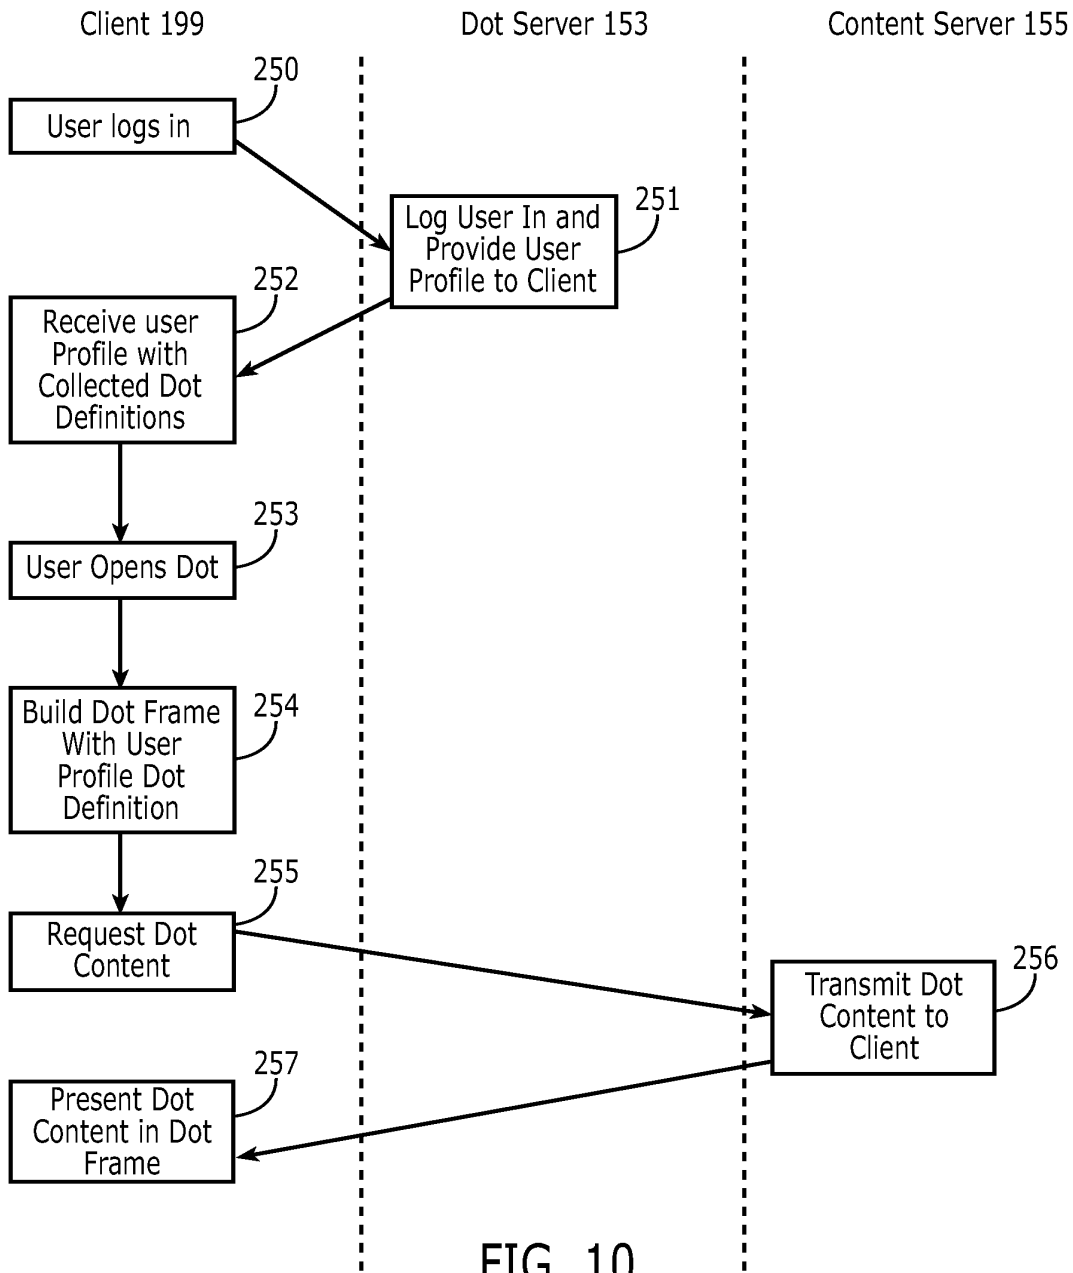 Client 199
Dot Server 153
Content Server 155
250
User logs in
251
Log User In and
Provide User
Profile to Client
252
Receive user
Profile with
Collected Dot
Definitions
253
User Opens Dot
254
Build Dot Frame
With User
Profile Dot
Definition
255
Request Dot
Content
256
Transmit Dot
Content to
Client
257
Present Dot
Content in Dot
Frame
FIG. 10